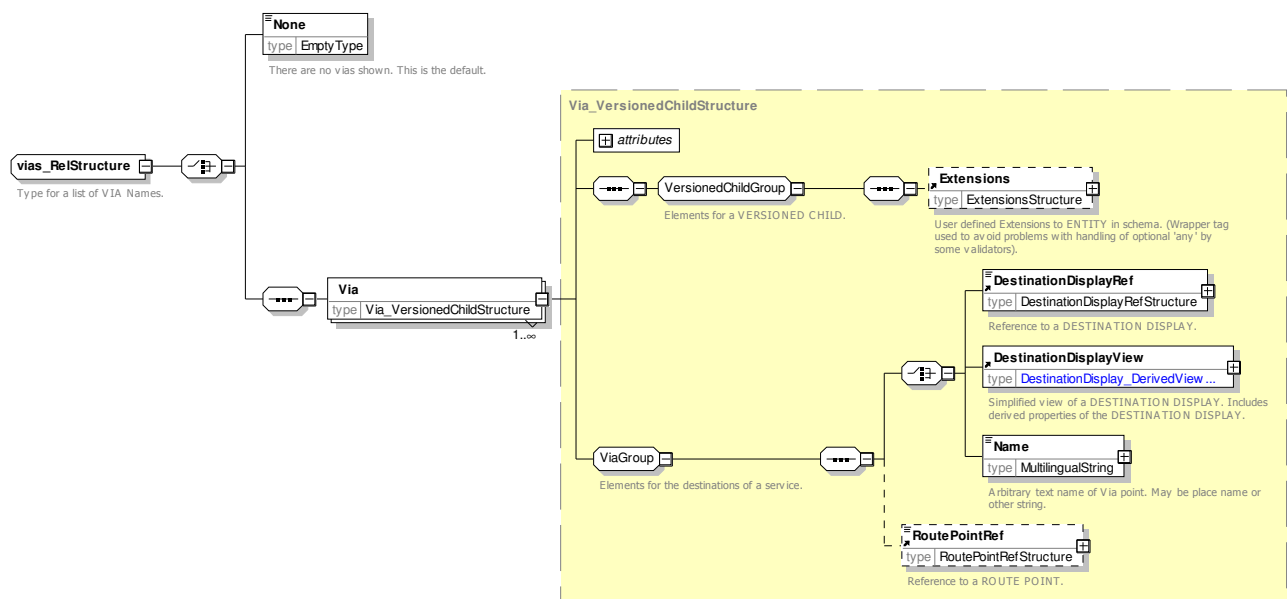 None
type EmptyType
There are no vias shown. This is the default.
Via_VersionedChildStructure
attributes
vias_RelStructure
Type for a list of VIA Names.
VersionedChildGroup
Elements for a VERSIONED CHILD.
Extensions
type ExtensionsStructure
User defined Extensions to ENTITY in schema. (Wrapper tag
used to avoid problems with handling of optional 'any' by
some validators).
Via
type Via_VersionedChildStructure
1..∞
DestinationDisplayRef
type DestinationDisplayRefStructure
Reference to a DESTINATION DISPLAY.
DestinationDisplayView
type DestinationDisplay_DerivedView ...
Simplified view of a DESTINATION DISPLAY. Includes
derived properties of the DESTINATION DISPLAY.
ViaGroup
Elements for the destinations of a service.
Name
type MultilingualString
Arbitrary text name of Via point. May be place name or
other string.
RoutePointRef
type RoutePointRefStructure
Reference to a ROUTE POINT.